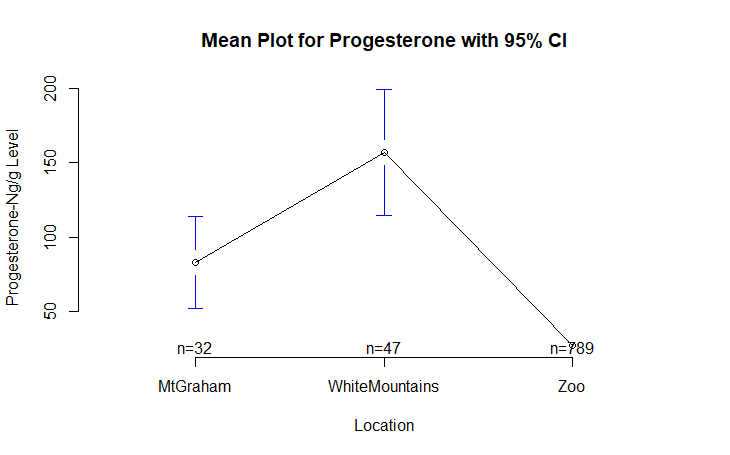 Mean Plot for Progesterone with 95% CI
Progesterone-Ng/g Level
200
150
100
50
n=32 n=47 n=789
MtGraham WhiteMountains Zoo
Location